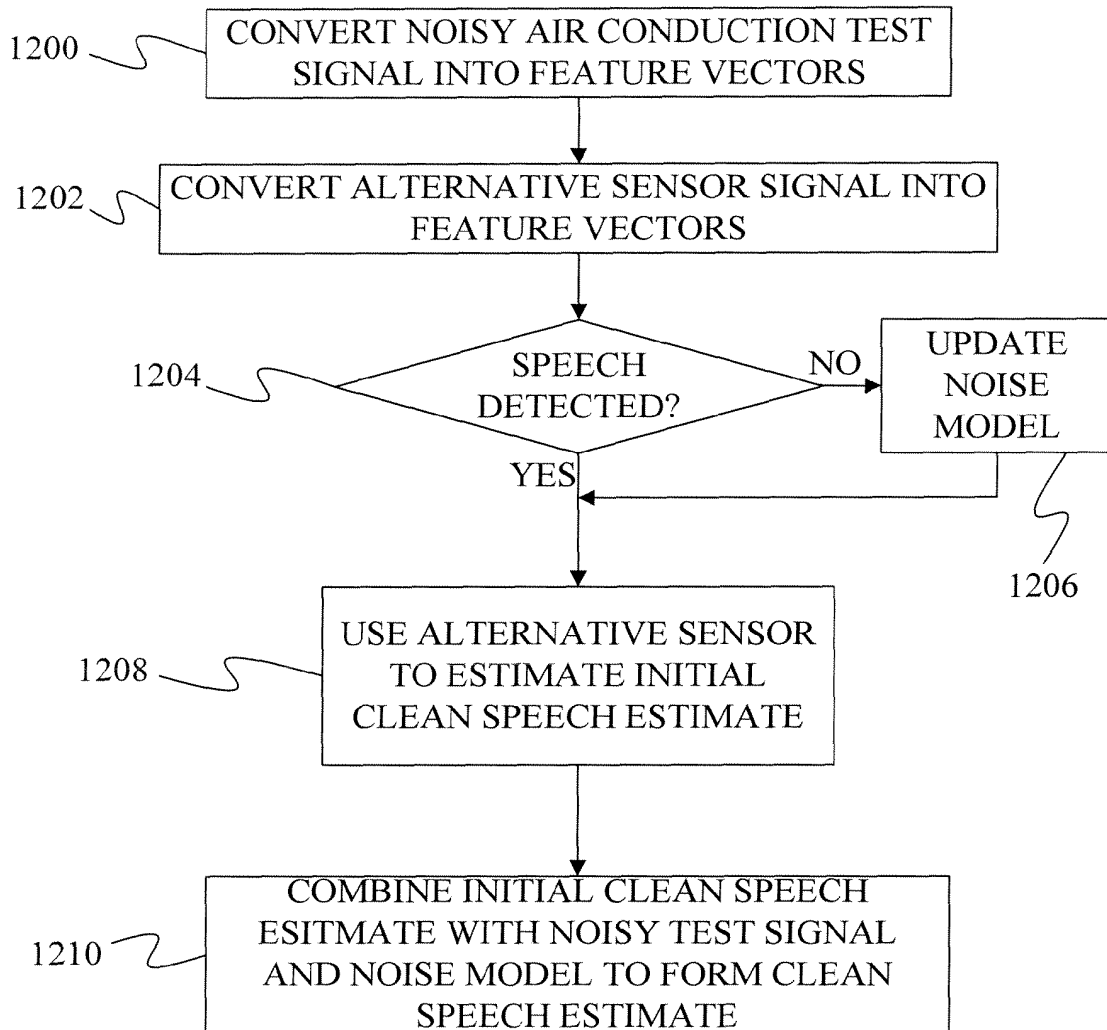 1200
CONVERT NOISY AIR CONDUCTION TEST
SIGNAL INTO FEATURE VECTORS
1202
CONVERT ALTERNATIVE SENSOR SIGNAL INTO
FEATURE VECTORS
1204
SPEECH
DETECTED?
NO
UPDATE
NOISE
MODEL
YES
1206
1208
USE ALTERNATIVE SENSOR
TO ESTIMATE INITIAL
CLEAN SPEECH ESTIMATE
1210
COMBINE INITIAL CLEAN SPEECH
ESITMATE WITH NOISY TEST SIGNAL
AND NOISE MODEL TO FORM CLEAN
SPEECH ESTIMATE